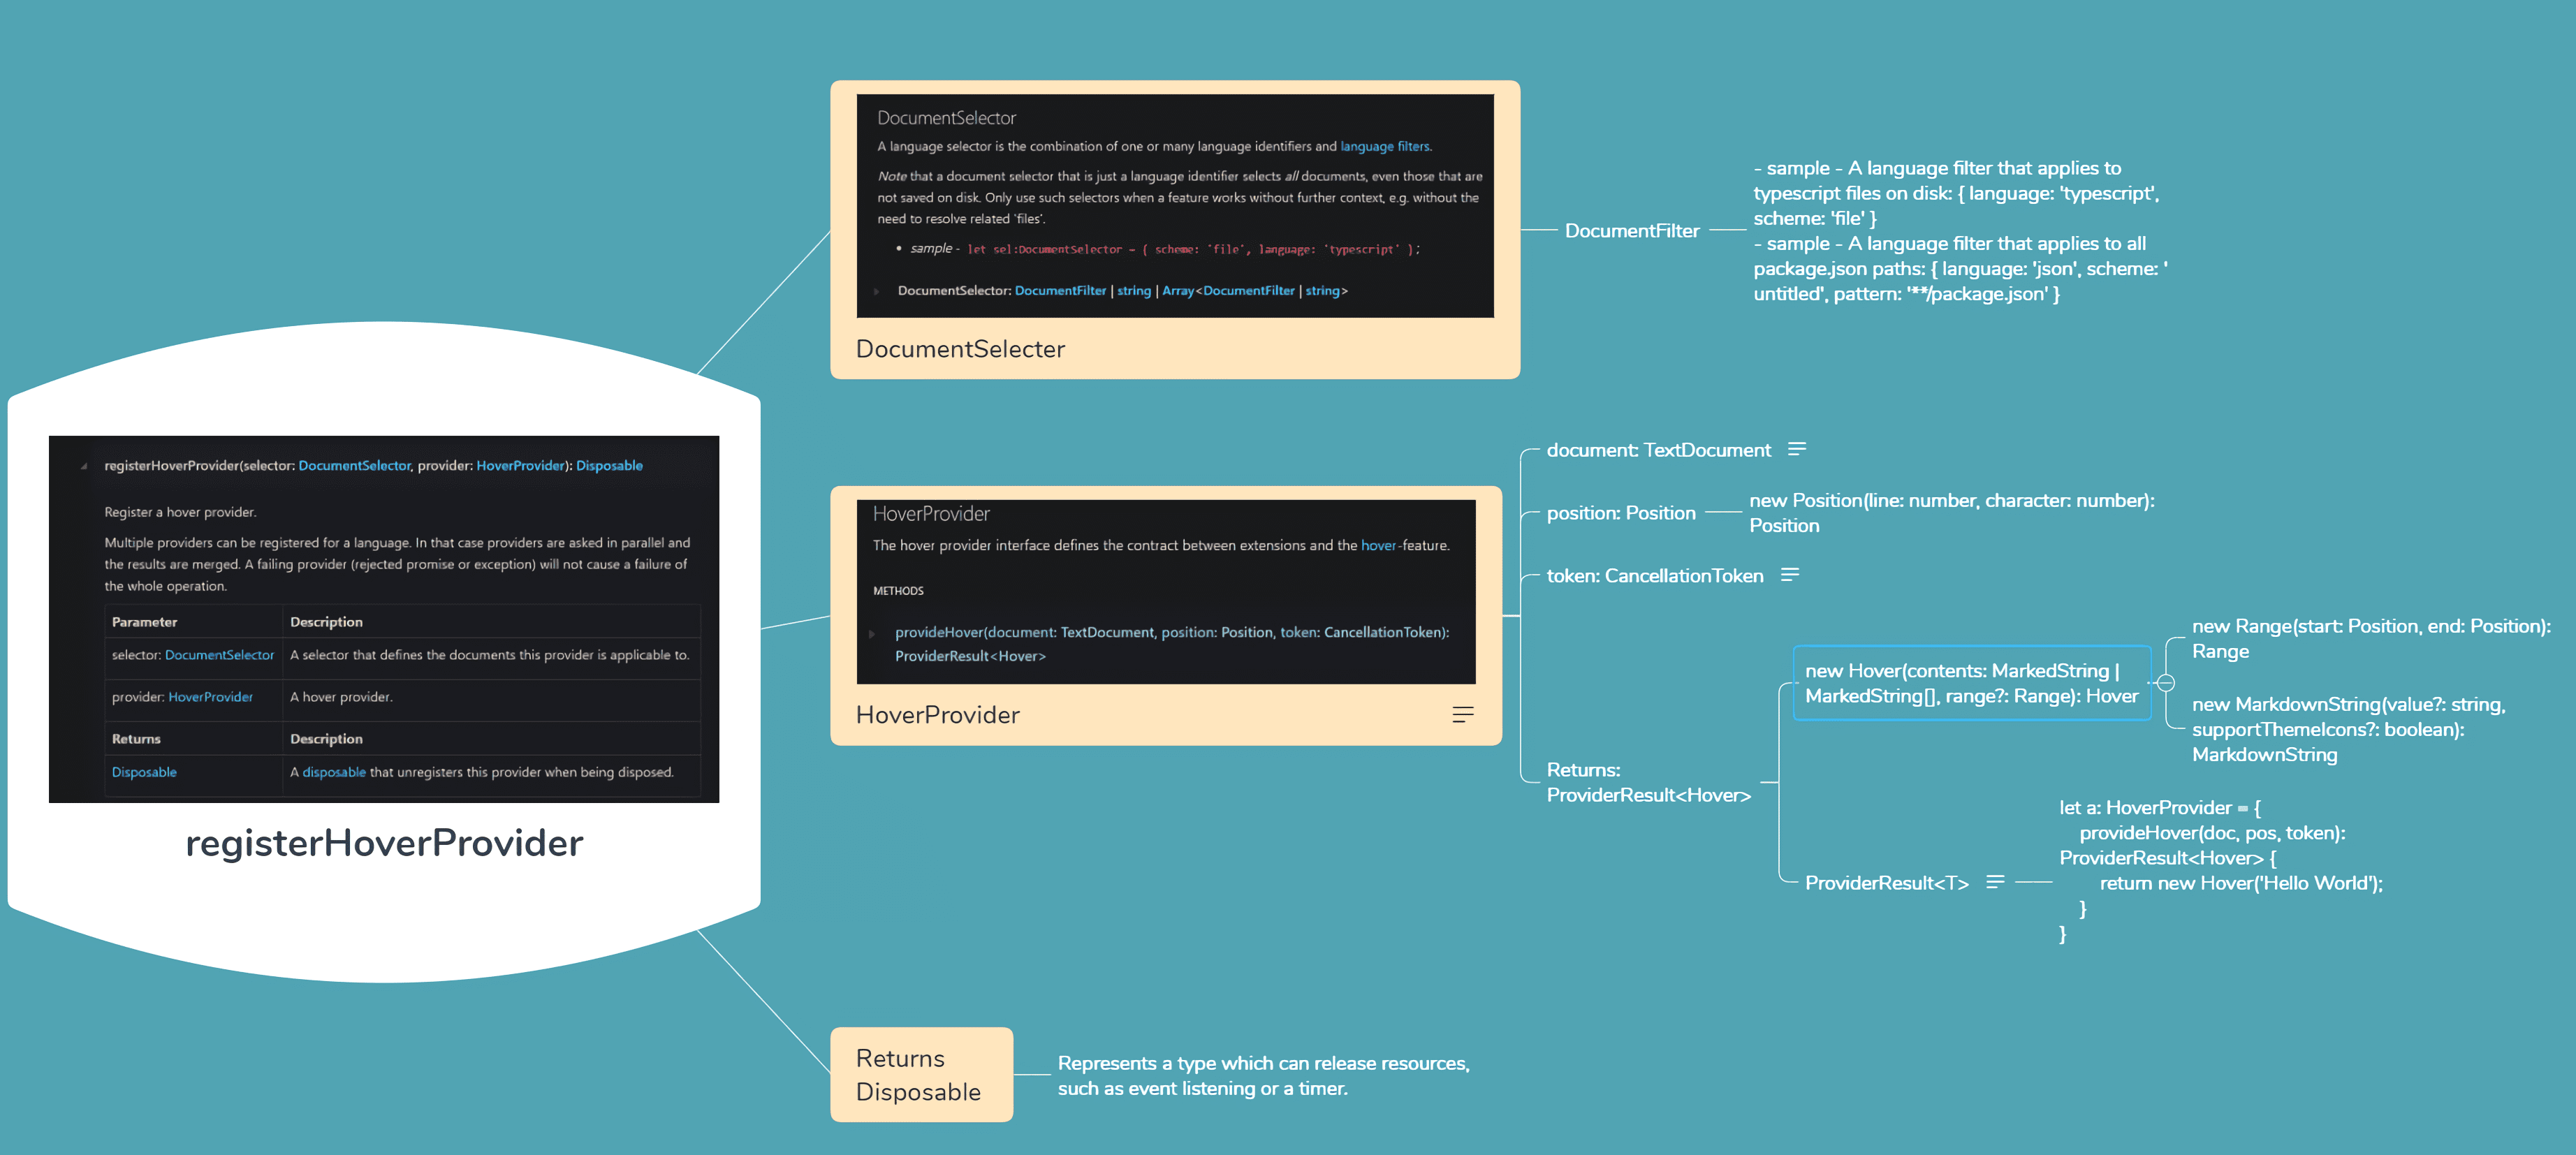 registerHoverProvider(selector: DocumentSelector, provider: HoverProvider): Disposable
Register a hover provider.
Multiple providers can be registered for a language. In that case providers are asked in parallel and
the results are merged. A failing provider (rejected promise or exception) will not cause a failure of
the whole operation.
Parameter Description
selector: DocumentSelector A selector that defines the documents this provider is applicable to.
provider: HoverProvider A hover provider.
Returns Description
Disposable A disposable that unregisters this provider when being disposed.
registerHoverProvider
DocumentSelector
A language selector is the combination of one or many language identifiers and language filters.
Note that a document selector that is just a language identifier selects all documents, even those that are
not saved on disk. Only use such selectors when a feature works without further context, e.g. without the
need to resolve related 'files'.
• sample - let sel:DocumentSelector = { scheme: 'file', language: 'typescript' };
DocumentSelector: DocumentFilter | string | Array<DocumentFilter | string>
DocumentSelecter
DocumentFilter
- sample - A language filter that applies to
typescript files on disk: { language: 'typescript',
scheme: 'file' }
- sample - A language filter that applies to all
package.json paths: { language: 'json', scheme: '
untitled', pattern: '**/package.json' }
HoverProvider
The hover provider interface defines the contract between extensions and the hover-feature.
METHODS
provideHover(document: TextDocument, position: Position, token: CancellationToken):
ProviderResult<Hover>
HoverProvider
document: TextDocument
position: Position
new Position(line: number, character: number):
Position
token: CancellationToken
Returns:
ProviderResult<Hover>
new Hover(contents: MarkedString |
MarkedString[], range?: Range): Hover
new Range(start: Position, end: Position):
Range
new MarkdownString(value?: string,
supportThemeIcons?: boolean):
MarkdownString
ProviderResult<T>
let a: HoverProvider = {
provideHover(doc, pos, token):
ProviderResult<Hover> {
return new Hover('Hello World');
}
}
Returns
Disposable
Represents a type which can release resources,
such as event listening or a timer.